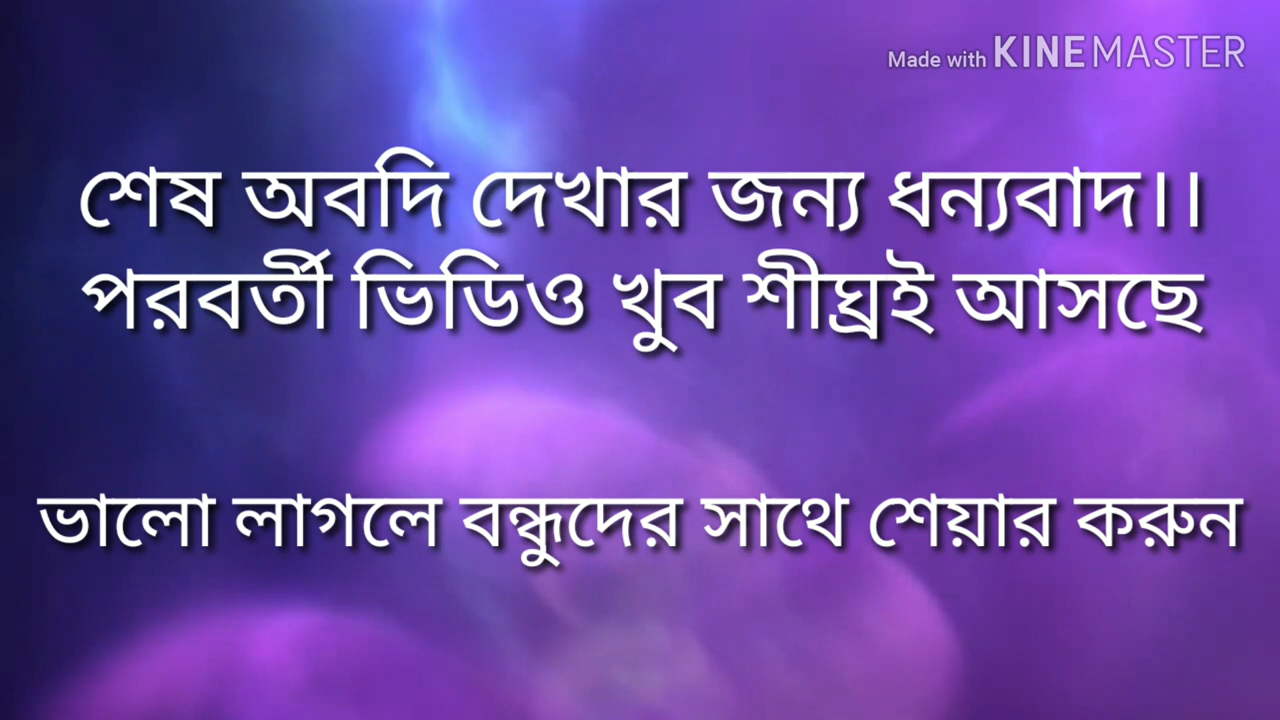 Made with KINEMASTER
শেষ অবদি দেখার জন্য ধন্যবাদ।।
পরবর্তী ভিডিও খুব শীঘ্রই আসছে
ভালো লাগলে বন্ধুদের সাথে শেয়ার করুন